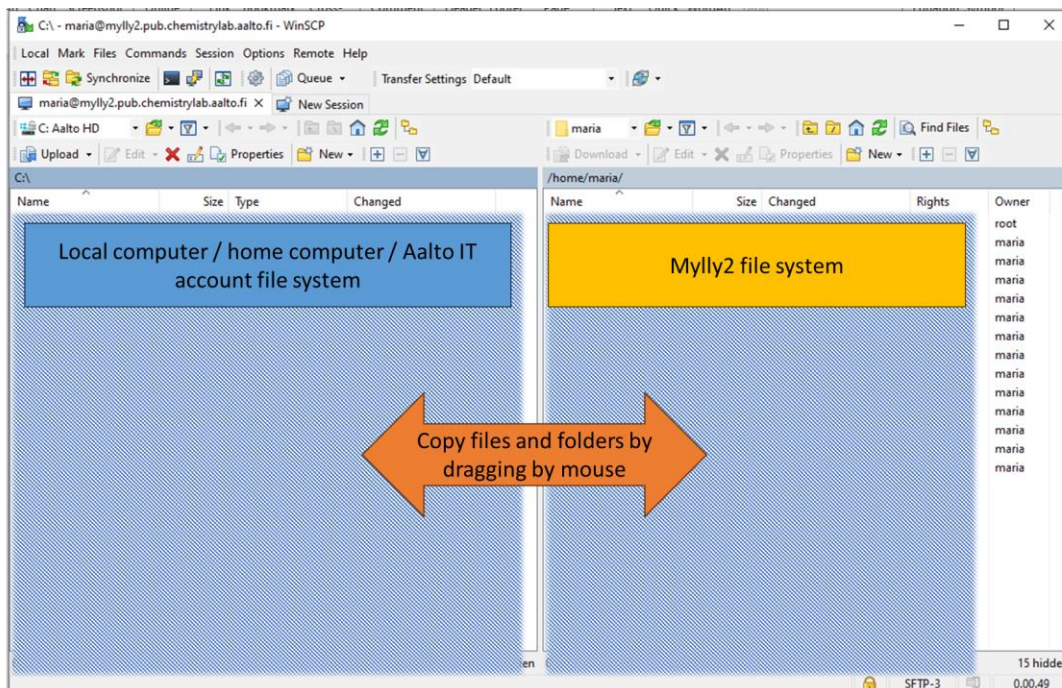 C:\ - maria@mylly2.pub.chemistrylab.aalto.fi - WinSCP
Local Mark Files Commands Session Options Remote Help
Synchronize Queue Transfer Settings Default
maria@mylly2.pub.chemistrylab.aalto.fi X New Session
C: Aalto HD maria Find Files
Upload Edit Properties New Download Edit Properties New
C:\ /home/maria/
Name Size Type Changed Name Size Changed Rights Owner
root
Local computer / home computer / Aalto IT
account file system
Mylly2 file system
maria
maria
maria
maria
maria
maria
maria
maria
maria
maria
maria
maria
maria
Copy files and folders by
dragging by mouse
en 15 hidde
SFTP-3 0.00.49